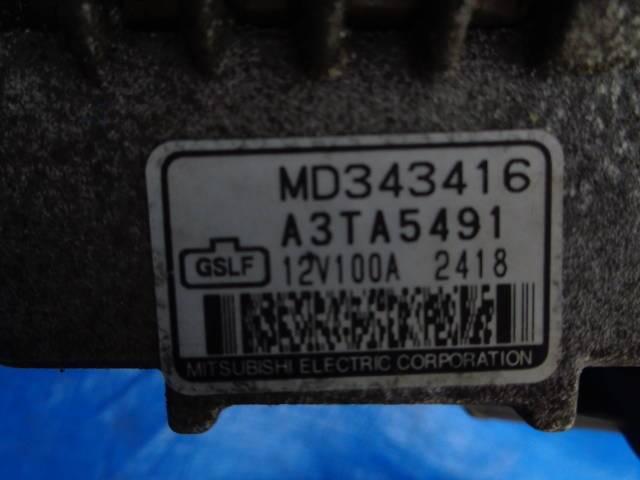 MD343416
A3TA5491
GSLF 12V100A 2418
MITSUBISHI ELECTRIC CORPORATION